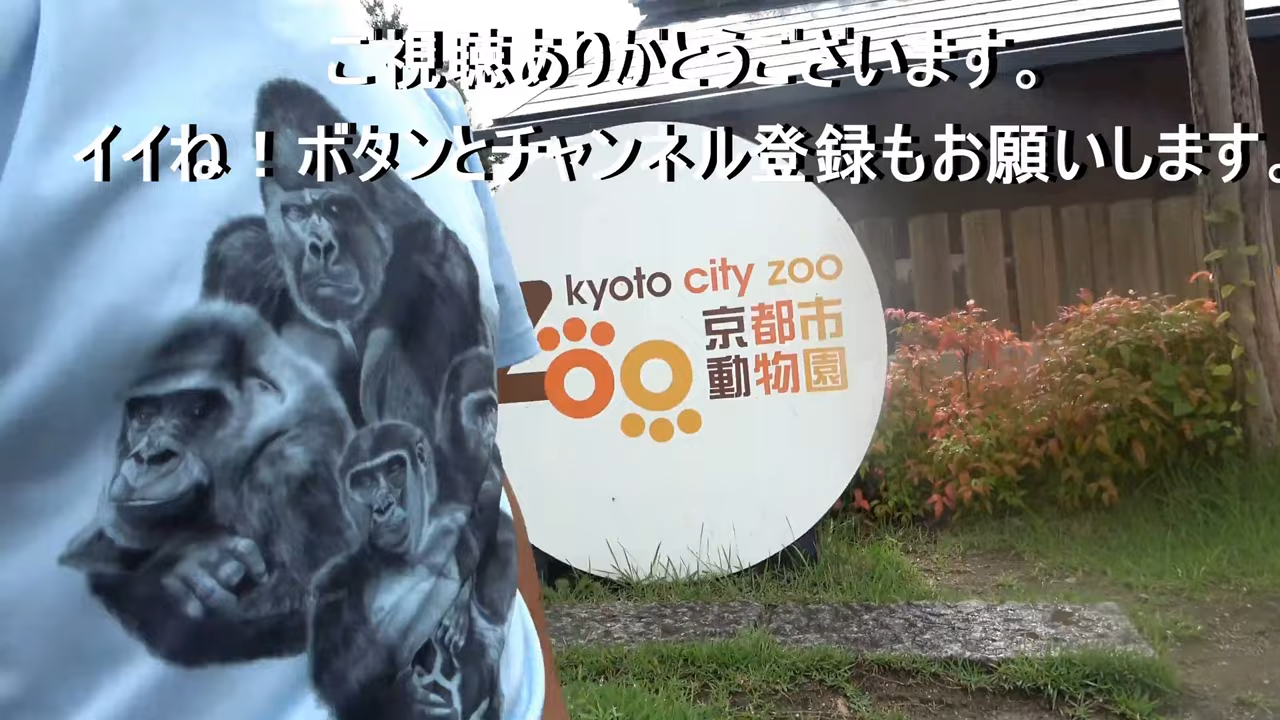 ご視聴ありがとうございます。
イイね！ボタンとチャンネル登録もお願いします。
kyoto city zoo
京都市
動物園